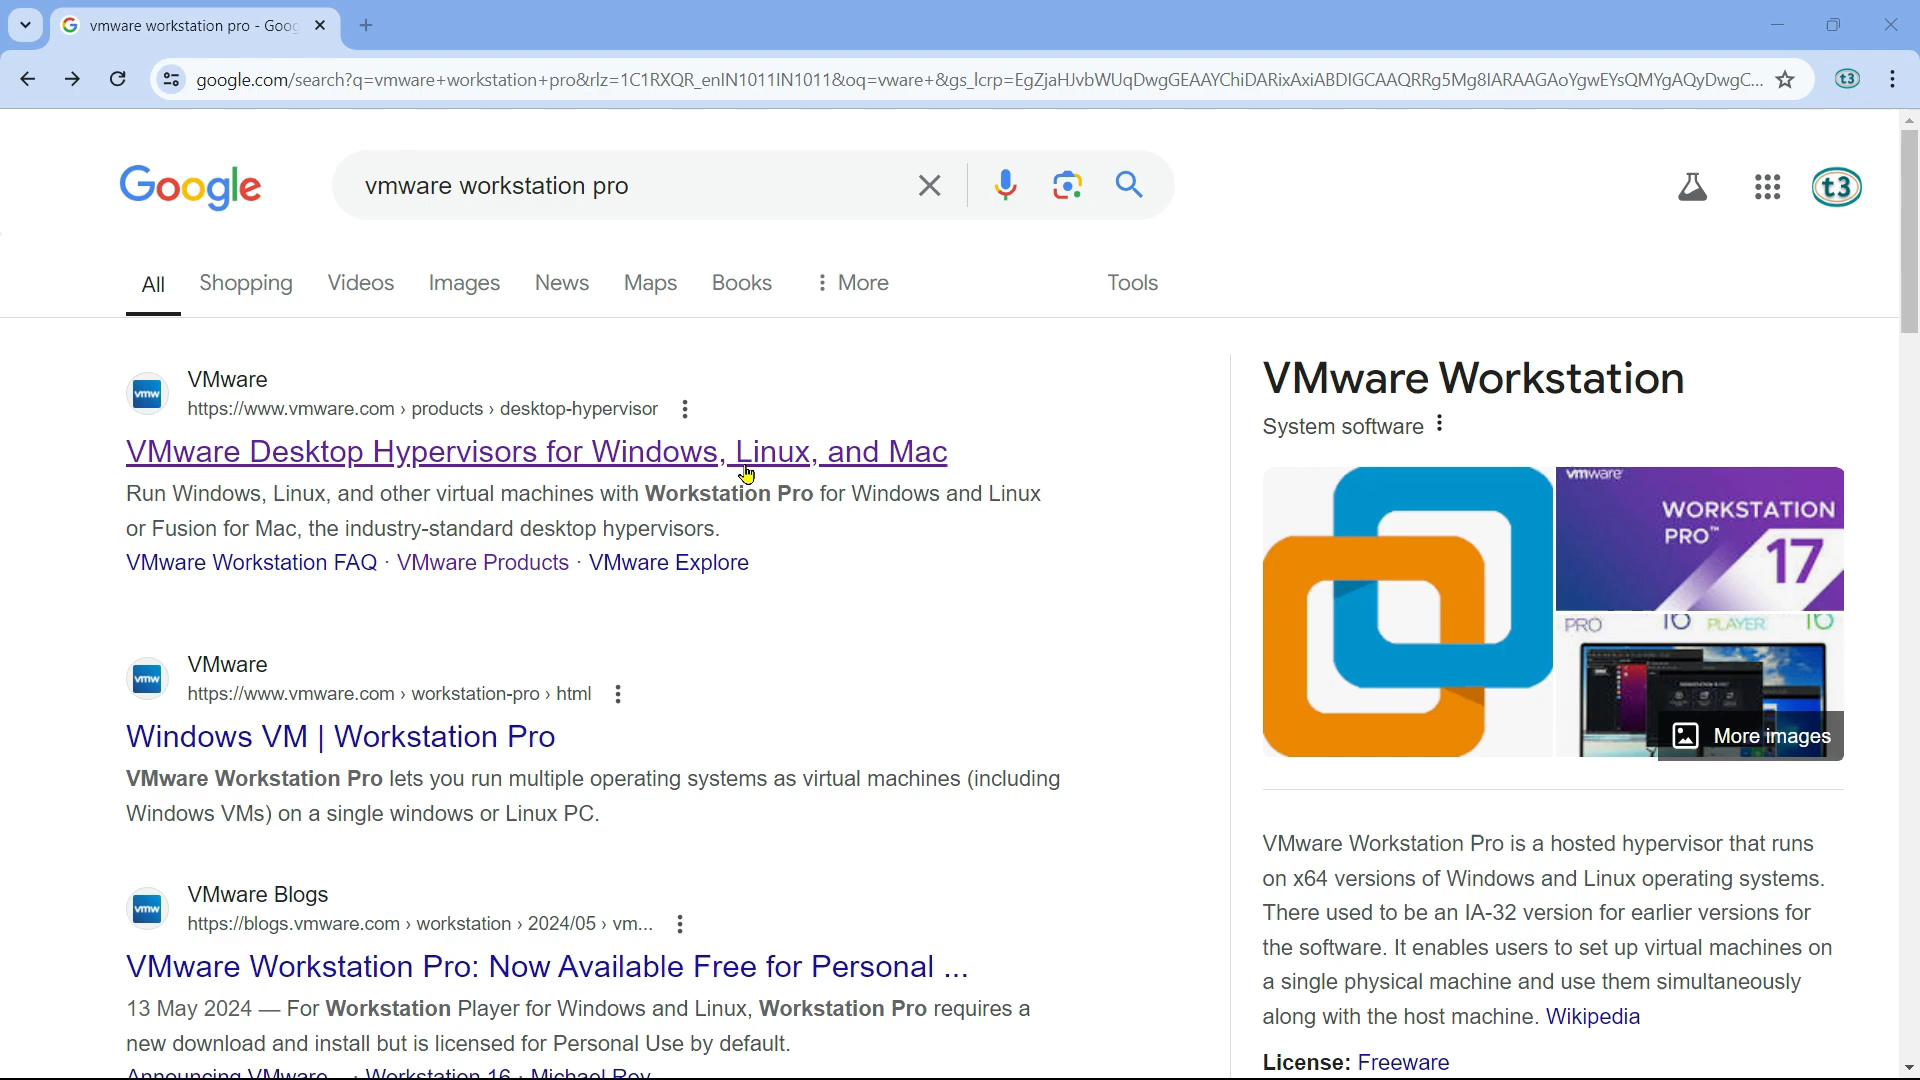 vmware workstation pro - Goog
google.com/search?q=vmware+workstation+pro&rlz=1C1RXQR_enIN1011IN1011&oq=vware+&gs_lcrp=EgZjaHJvbWUqDwgGEAAYChiDARixAxiABDIGCAAQRRg5Mg8IARAAGAoYgwEYsQMYgAQyDwgC...
t3
Google
vmware workstation pro
t3
All
Shopping
Videos
Images
News
Maps
Books
More
Tools
vmw
VMware
https://www.vmware.com › products › desktop-hypervisor
VMware Desktop Hypervisors for Windows, Linux, and Mac
Run Windows, Linux, and other virtual machines with Workstation Pro for Windows and Linux
or Fusion for Mac, the industry-standard desktop hypervisors.
VMware Workstation FAQ · VMware Products · VMware Explore
vmw
VMware
https://www.vmware.com › workstation-pro › html
Windows VM | Workstation Pro
VMware Workstation Pro lets you run multiple operating systems as virtual machines (including
Windows VMs) on a single windows or Linux PC.
vmw
VMware Blogs
https://blogs.vmware.com › workstation › 2024/05 › vm...
VMware Workstation Pro: Now Available Free for Personal ...
13 May 2024 — For Workstation Player for Windows and Linux, Workstation Pro requires a
new download and install but is licensed for Personal Use by default.
Announcing VMware... · Workstation 16 · Michael Roy
VMware Workstation
System software
vmware
WORKSTATION
PRO™
17
PRO 16 PLAYER 16
More images
VMware Workstation Pro is a hosted hypervisor that runs
on x64 versions of Windows and Linux operating systems.
There used to be an IA-32 version for earlier versions for
the software. It enables users to set up virtual machines on
a single physical machine and use them simultaneously
along with the host machine. Wikipedia
License: Freeware